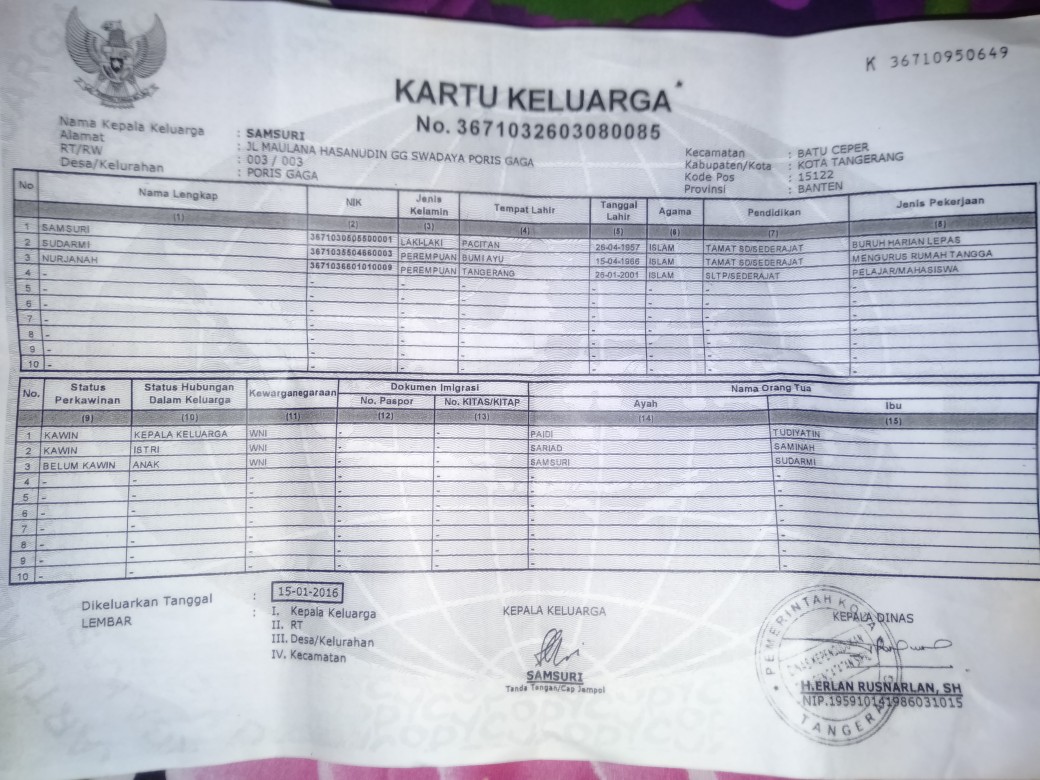 K 36710950649
KARTU KELUARGA*
No. 3671032603080085
Nama Kepala Keluarga : SAMSURI
Alamat : JL MAULANA HASANUDIN GG SWADAYA PORIS GAGA
RT/RW : 003 / 003
Desa/Kelurahan : PORIS GAGA
Kecamatan : BATU CEPER
Kabupaten/Kota : KOTA TANGERANG
Kode Pos : 15122
Provinsi : BANTEN
No Nama Lengkap NIK Jenis Kelamin Tempat Lahir Tanggal Lahir Agama Pendidikan Jenis Pekerjaan
(1) (2) (3) (4) (5) (6) (7) (8)
1 SAMSURI LAKI-LAKI PACITAN 26-04-1957 ISLAM TAMAT SD/SEDERAJAT BURUH HARIAN LEPAS
2 SUDARMI PEREMPUAN BUMI AYU 15-04-1966 ISLAM TAMAT SD/SEDERAJAT MENGURUS RUMAH TANGGA
3 NURJANAH 3671036601010009 PEREMPUAN TANGERANG 26-01-2001 ISLAM SLTP/SEDERAJAT PELAJAR/MAHASISWA
4 - - - - - - - -
5 - - - - - - - -
6 - - - - - - - -
7 - - - - - - - -
8 - - - - - - - -
9 - - - - - - - -
10 - - - - - - - -
No. Status Perkawinan Status Hubungan Dalam Keluarga Kewarganegaraan Dokumen Imigrasi Nama Orang Tua
No. Paspor No. KITAS/KITAP Ayah Ibu
(9) (10) (11) (12) (13) (14) (15)
1 KAWIN KEPALA KELUARGA WNI - - PAIDI TUDIYATIN
2 KAWIN ISTRI WNI - - SARIAD SAMINAH
3 BELUM KAWIN ANAK WNI - - SAMSURI SUDARMI
4 - - - - - - -
5 - - - - - - -
6 - - - - - - -
7 - - - - - - -
8 - - - - - - -
9 - - - - - - -
10 - - - - - - -
Dikeluarkan Tanggal : 15-01-2016
LEMBAR : I. Kepala Keluarga
II. RT
III. Desa/Kelurahan
IV. Kecamatan
KEPALA KELUARGA
SAMSURI
Tanda Tangan/Cap Jempol
KEPALA DINAS
PEMERINTAH KOTA
TANGERANG
H.ERLAN RUSNARLAN, SH
NIP.195910141986031015